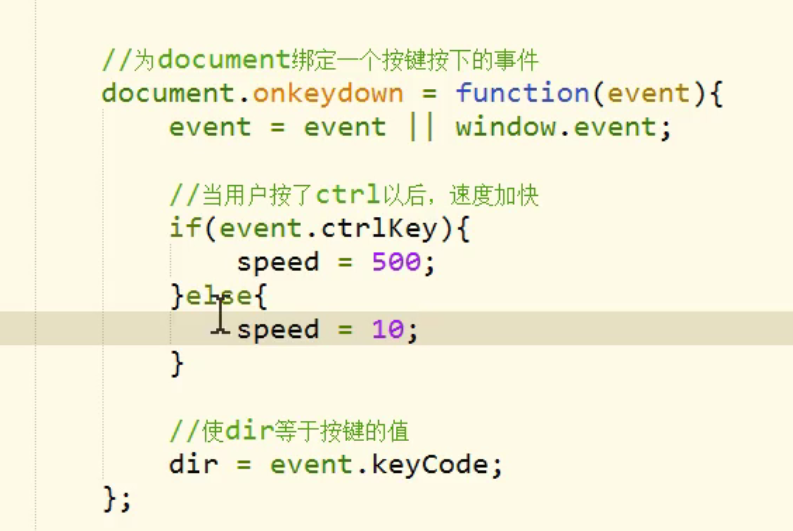 //为document绑定一个按键按下的事件
document.onkeydown = function(event){
event = event || window.event;
//当用户按了ctrl以后，速度加快
if(event.ctrlKey){
speed = 500;
}else{
speed = 10;
}
//使dir等于按键的值
dir = event.keyCode;
};